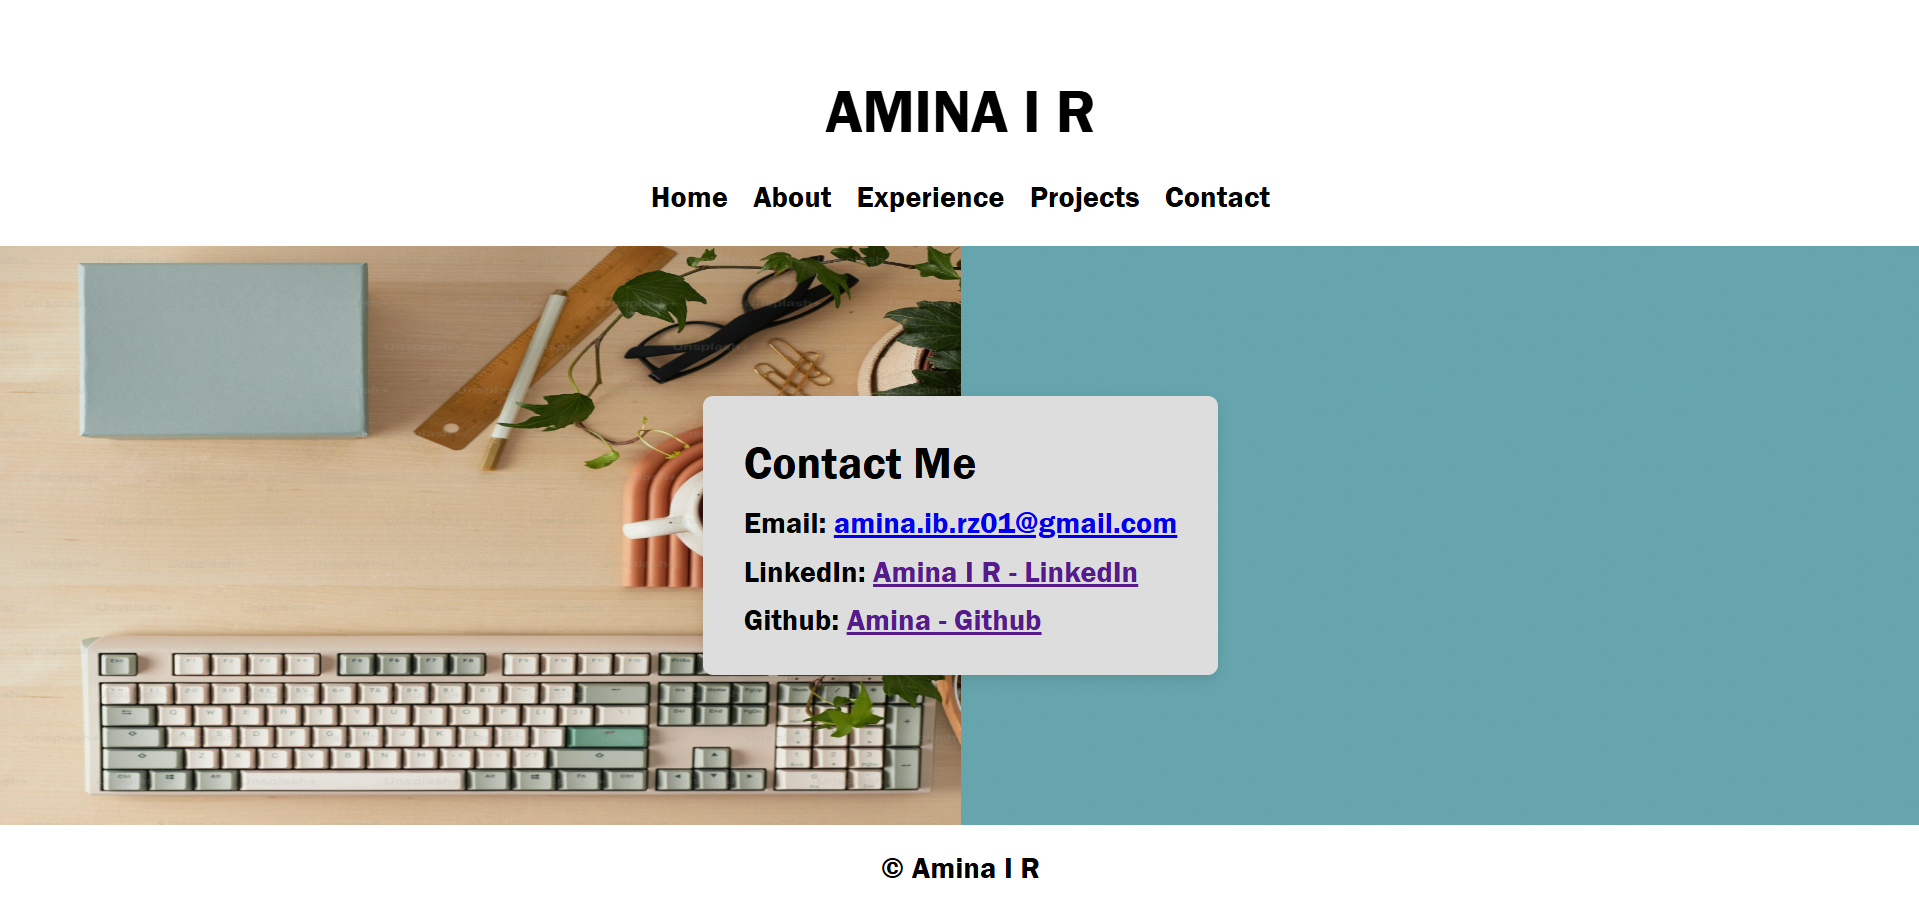 AMINA I R
Home About Experience Projects Contact
Contact Me
Email: amina.ib.rz01@gmail.com
LinkedIn: Amina I R - LinkedIn
Github: Amina - Github
© Amina I R